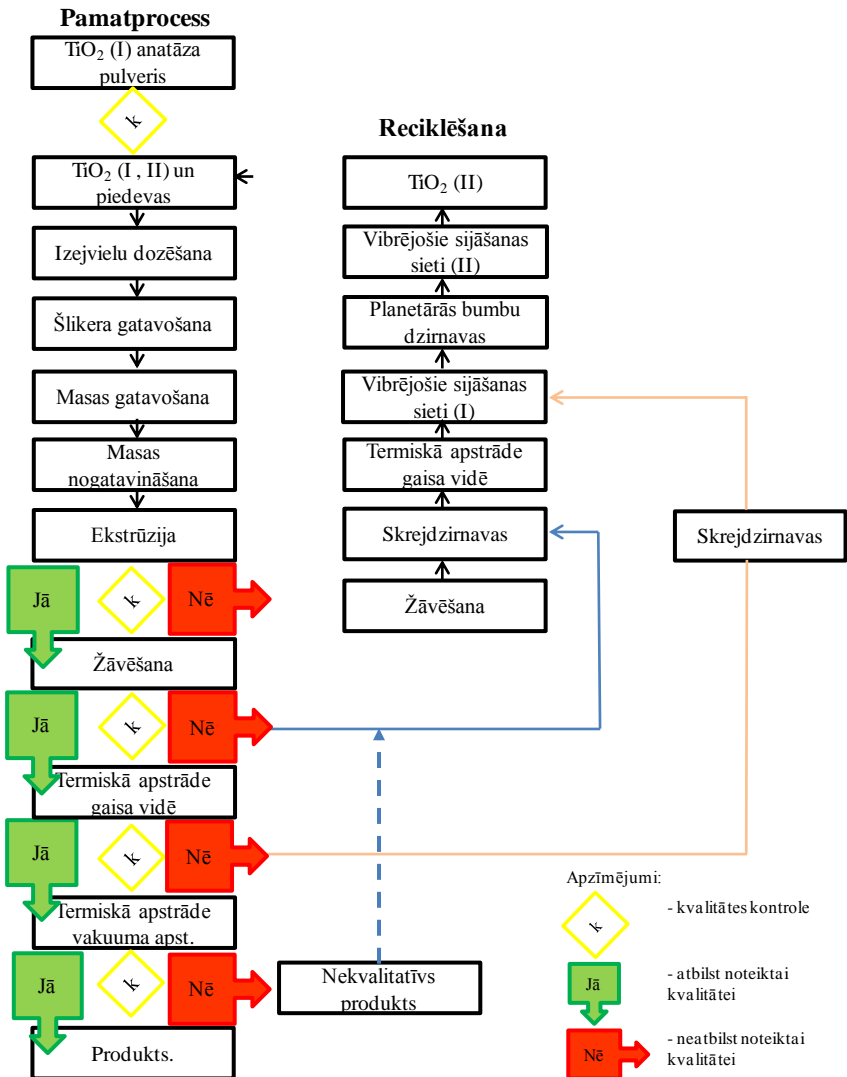 Pamatprocess
TiO₂ (I) anatāza
pulveris
k
TiO₂ (I , II) un
piedevas
Izejvielu dozēšana
Šlikera gatavošana
Masas gatavošana
Masas
nogatavināšana
Ekstrūzija
Jā
k
Nē
Žāvēšana
Jā
k
Nē
Termiskā apstrāde
gaisa vidē
Jā
k
Nē
Termiskā apstrāde
vakuuma apst.
Jā
k
Nē
Nekvalitatīvs
produkts
Produkts.
Reciklēšana
TiO₂ (II)
Vibrējošie sijāšanas
sieti (II)
Planetārās bumbu
dzirnavas
Vibrējošie sijāšanas
sieti (I)
Termiskā apstrāde
gaisa vidē
Skrejdzirnavas
Žāvēšana
Skrejdzirnavas
Apzīmējumi:
k
- kvalitātes kontrole
Jā
- atbilst noteiktai
kvalitātei
Nē
- neatbilst noteiktai
kvalitātei